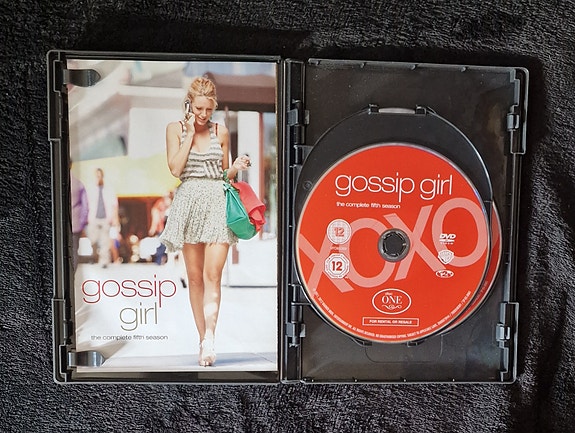 gossip
girl
the complete fifth season
gossip girl
the complete fifth season
XOXO
12
12
DVD
DISC
ONE
FOR RENTAL OR RESALE